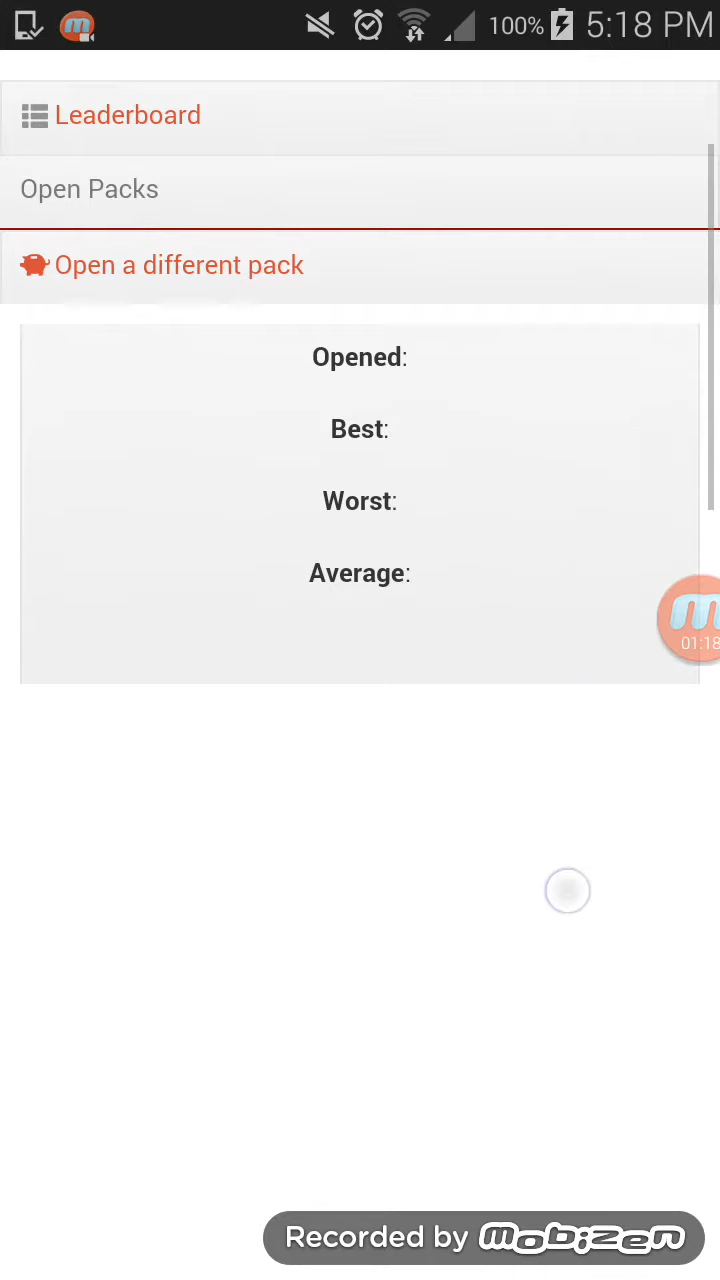 100% 5:18 PM
Leaderboard
Open Packs
Open a different pack
Opened:
Best:
Worst:
Average:
01:18
Recorded by mobizen